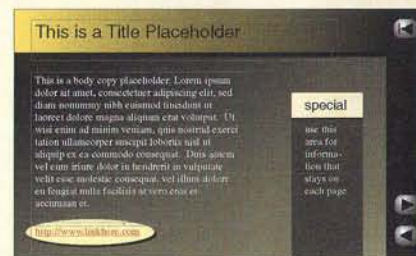 This is a Title Placeholder
This is a body copy placeholder. Lorem ipsum
dolor sit amet, consectetuer adipiscing elit, sed
diam nonummy nibh euismod tincidunt ut
laoreet dolore magna aliquam erat volutpat. Ut
wisi enim ad minim veniam, quis nostrud exerci
tation ullamcorper suscipit lobortis nisl ut
aliquip ex ea commodo consequat. Duis autem
vel eum iriure dolor in hendrerit in vulputate
velit esse molestie consequat, vel illum dolore
eu feugiat nulla facilisis at vero eros et
accumsan et.
http://www.linkhere.com
special
use this
area for
informa-
tion that
stays on
each page